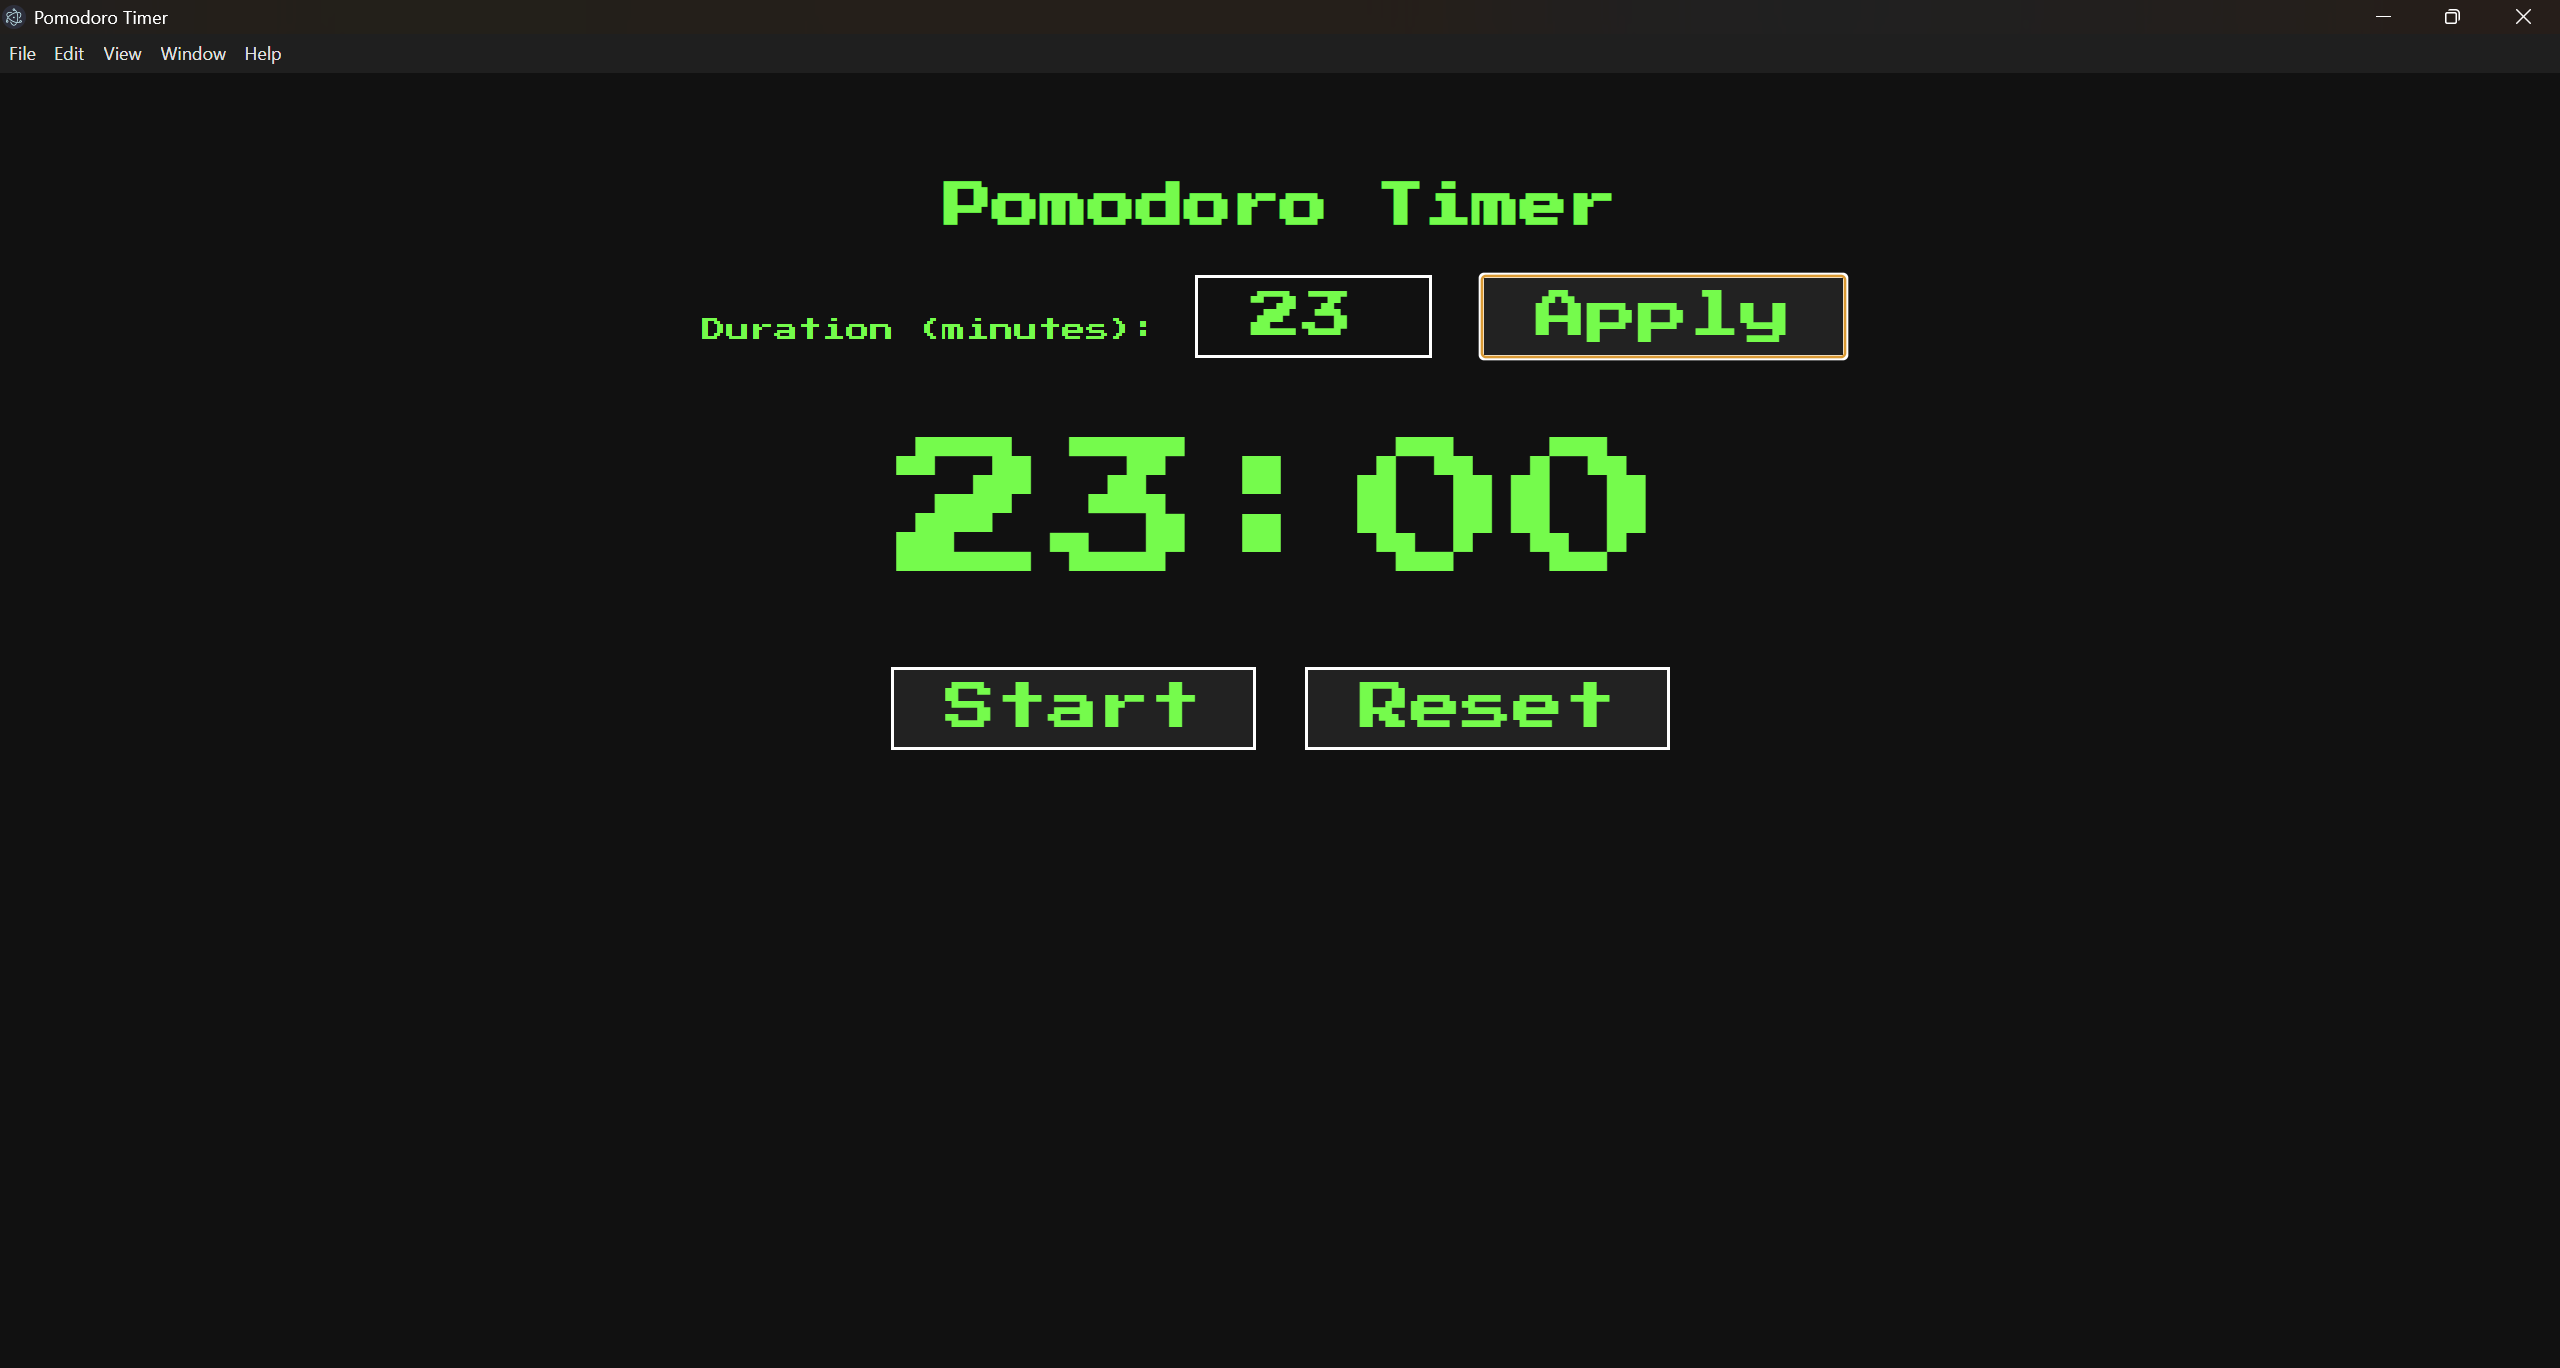 Pomodoro Timer
File Edit View Window Help
Pomodoro Timer
Duration (minutes): 23 Apply
23:00
Start Reset